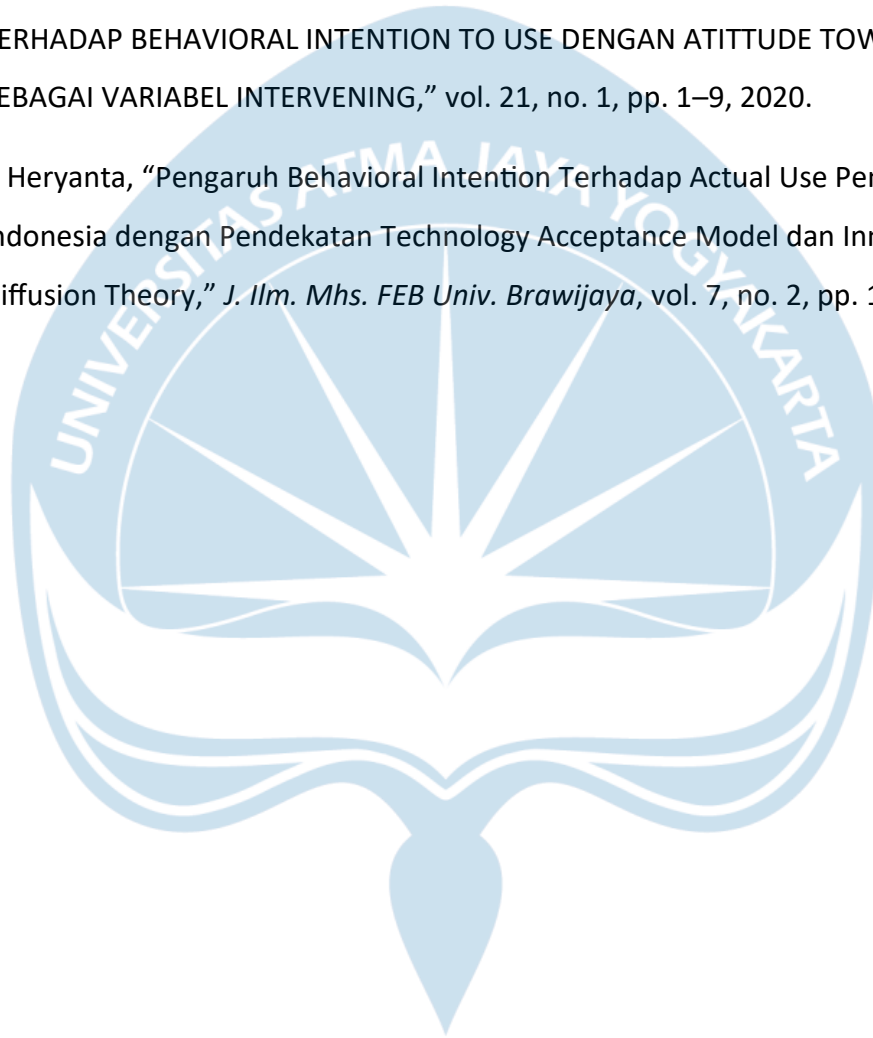 ERHADAP BEHAVIORAL INTENTION TO USE DENGAN ATITTUDE TOW
EBAGAI VARIABEL INTERVENING,” vol. 21, no. 1, pp. 1–9, 2020.
Heryanta, “Pengaruh Behavioral Intention Terhadap Actual Use Per
ndonesia dengan Pendekatan Technology Acceptance Model dan Inn
iffusion Theory,” J. Ilm. Mhs. FEB Univ. Brawijaya, vol. 7, no. 2, pp. 1
UNIVERSITAS ATMA JAYA YOGYAKARTA